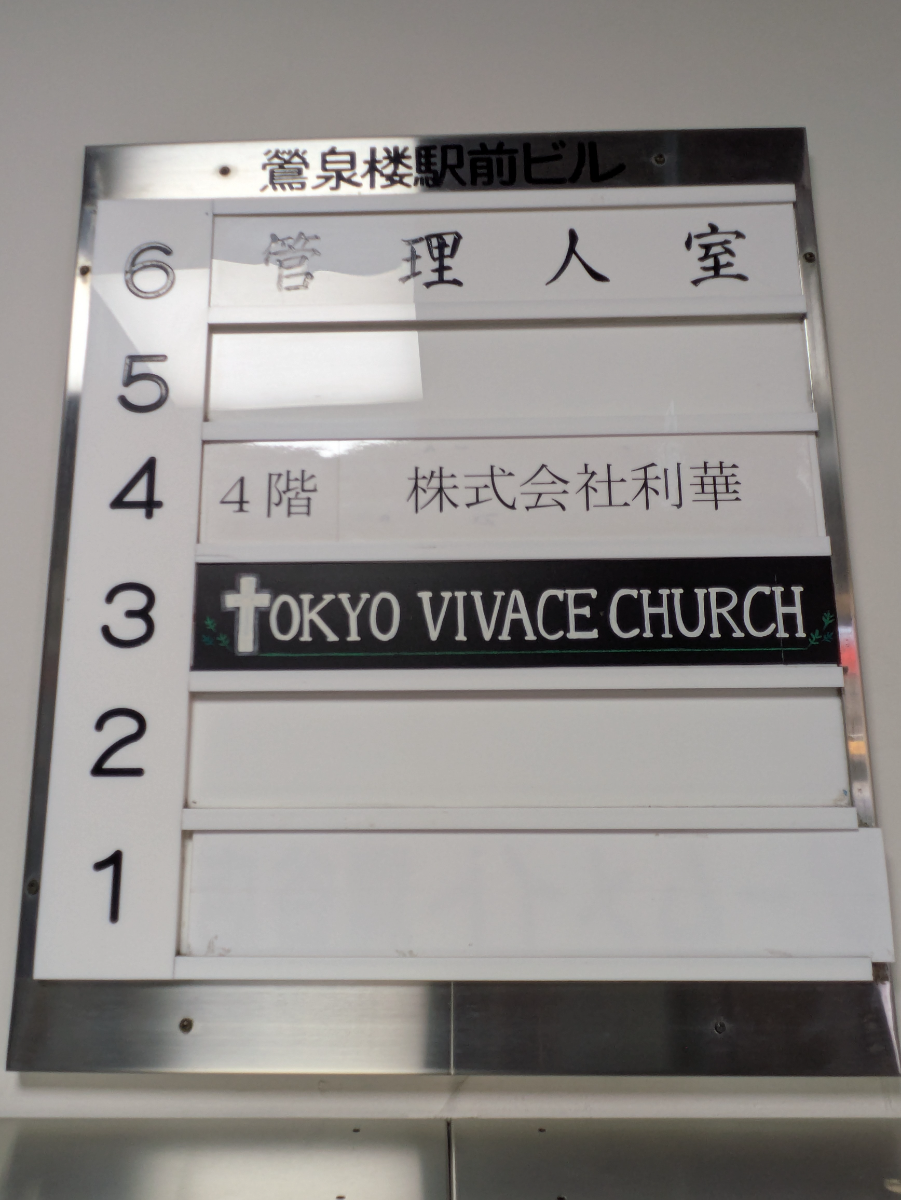 鶯泉楼駅前ビル
6 管理人室
5
4 4階 株式会社利華
3 TOKYO VIVACE CHURCH
2
1